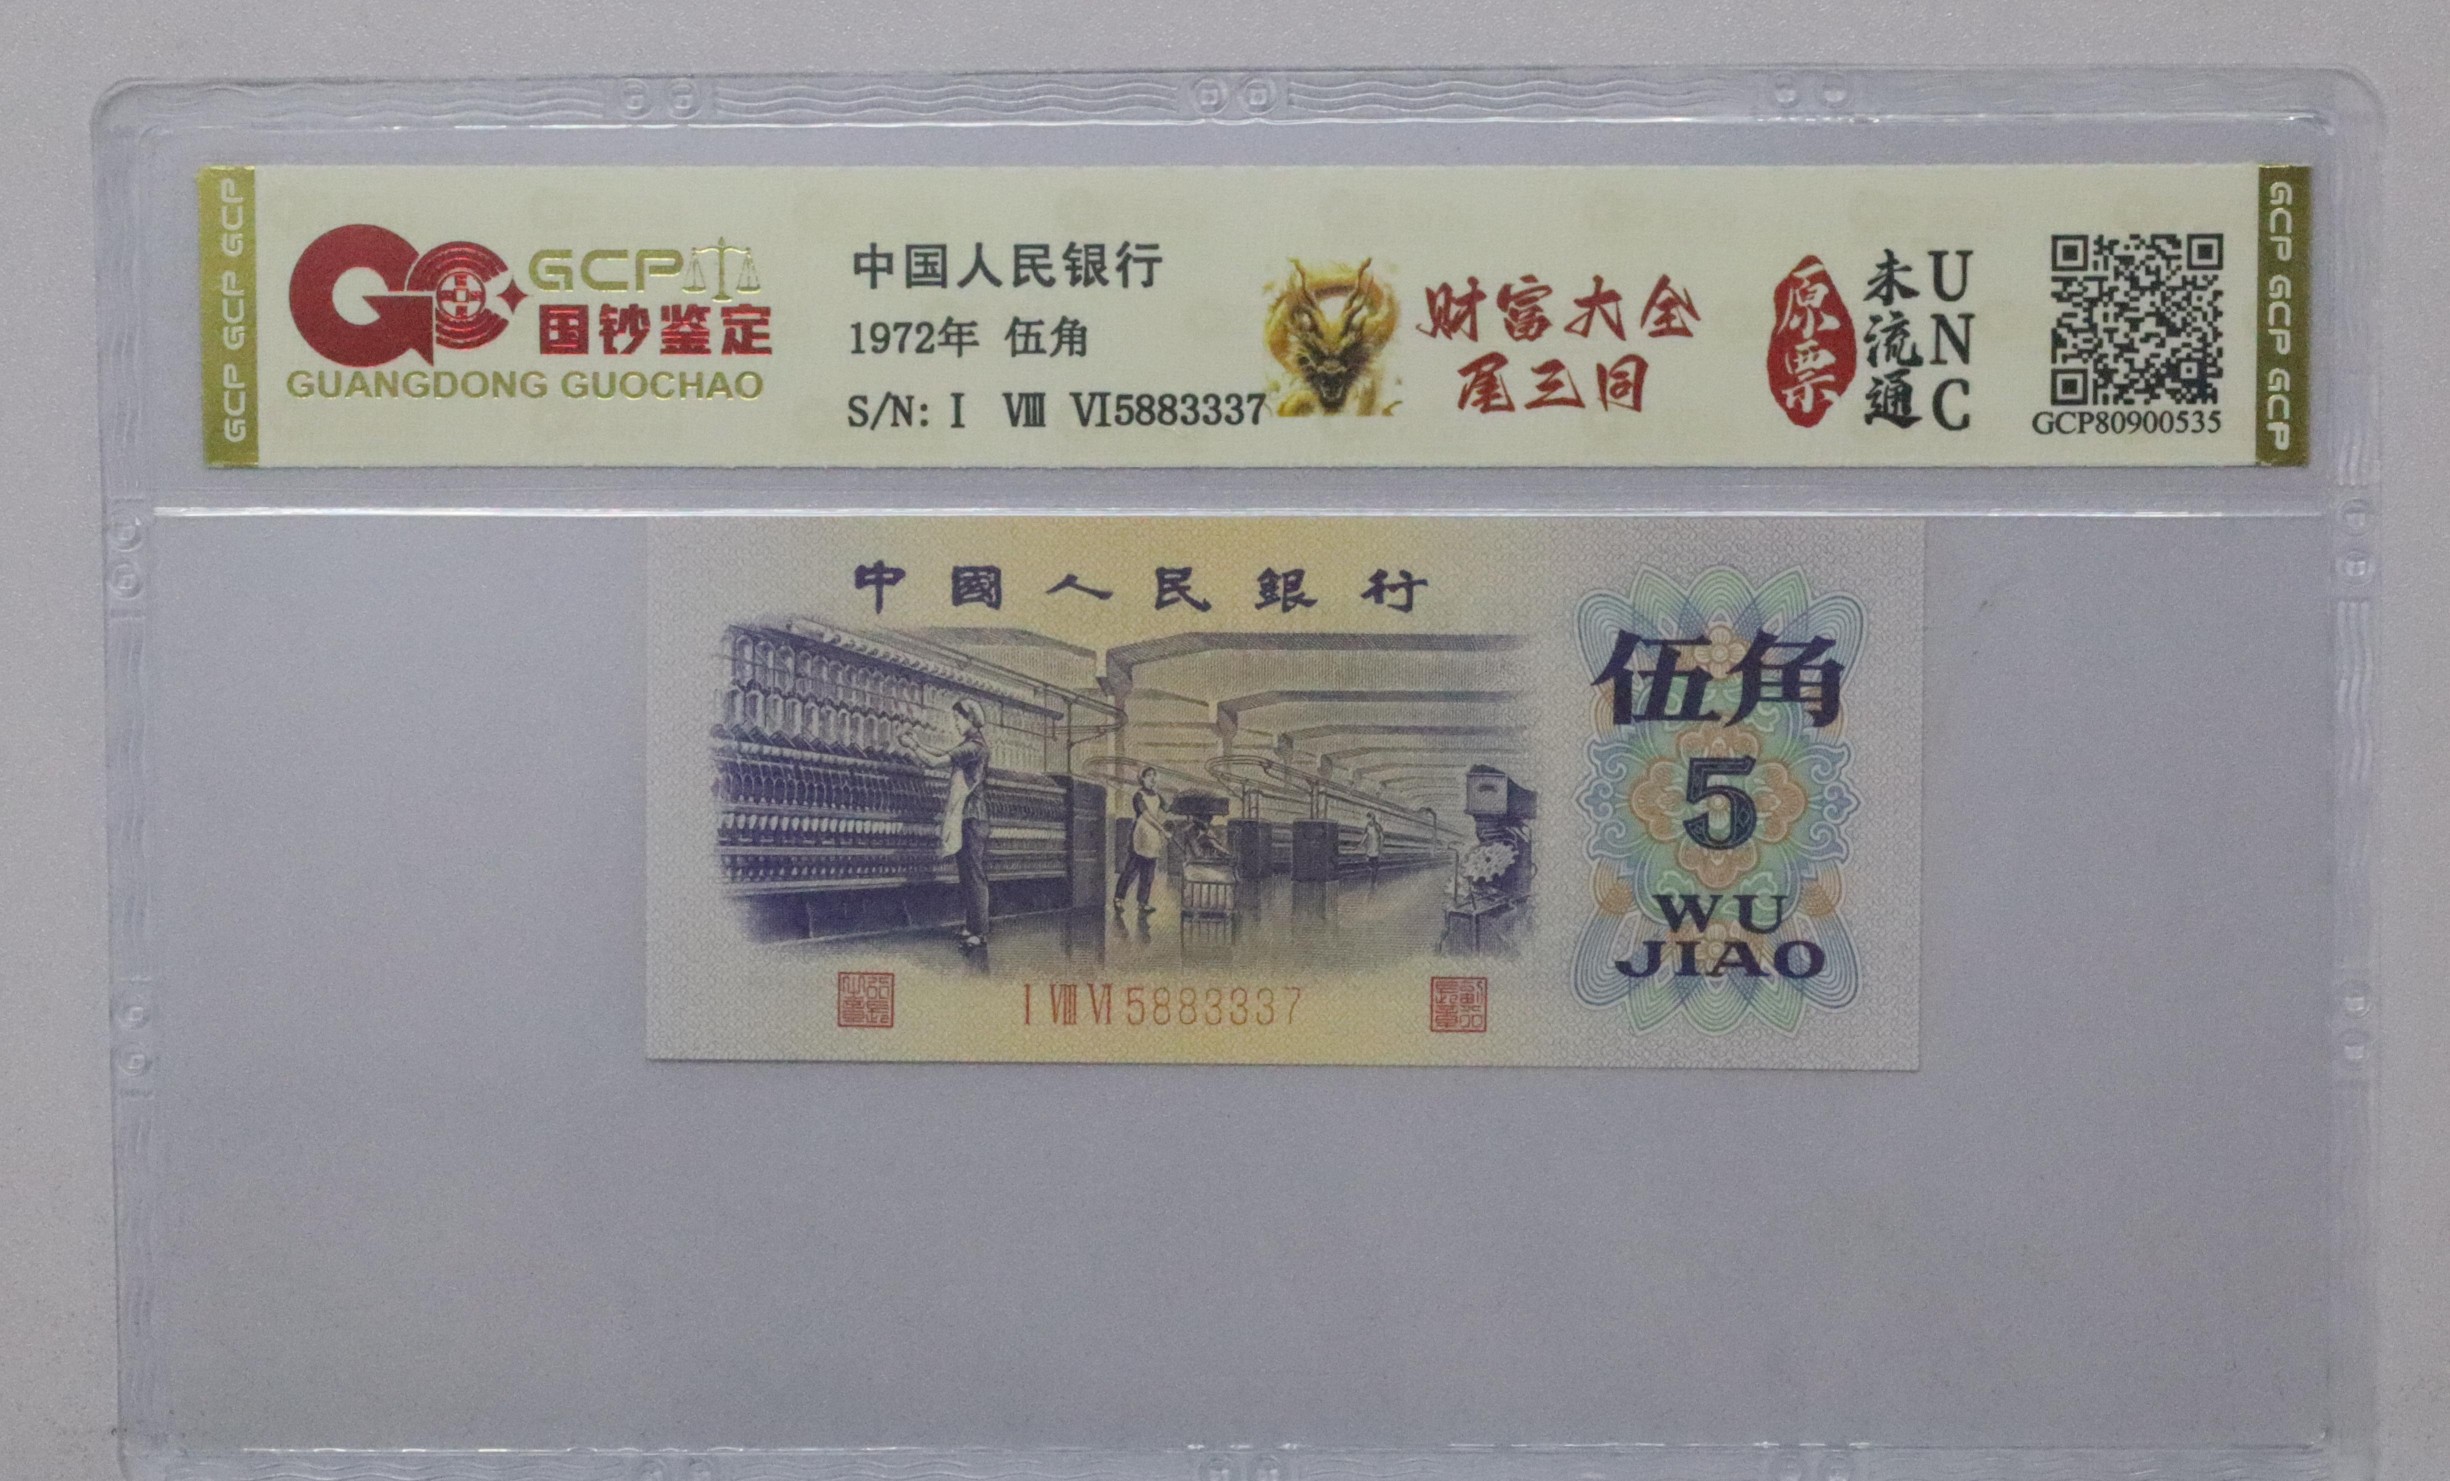 GCP GCP GCP
GCP
国钞鉴定
GUANGDONG GUOCHAO
中国人民银行
1972年 伍角
S/N: I Ⅷ Ⅵ5883337
财富大全
尾三同
原票
未流通
UNC
GCP80900535
GCP GCP GCP
中國人民銀行
伍角
5
WU
JIAO
I Ⅷ Ⅵ 5883337